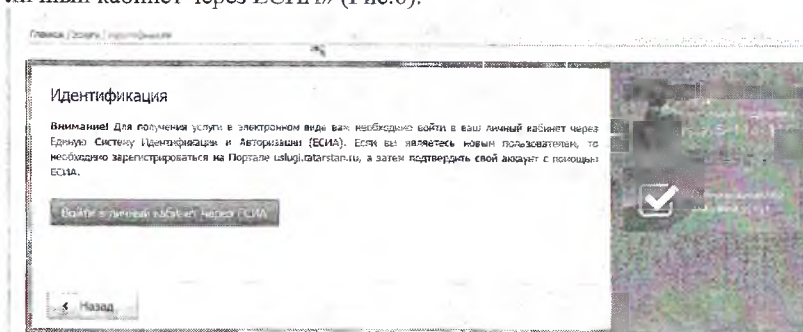 личный кабинет через ЕСИА» (Рис.6).
Главная / Услуги / Идентификация
Идентификация
Внимание! Для получения услуги в электронном виде вам необходимо войти в ваш личный кабинет через
Единую Систему Идентификации и Авторизации (ЕСИА). Если вы являетесь новым пользователем, то
необходимо зарегистрироваться на Портале uslugi.tatarstan.ru, а затем подтвердить свой аккаунт с помощью
ЕСИА.
Войти в личный кабинет через ЕСИА
Назад